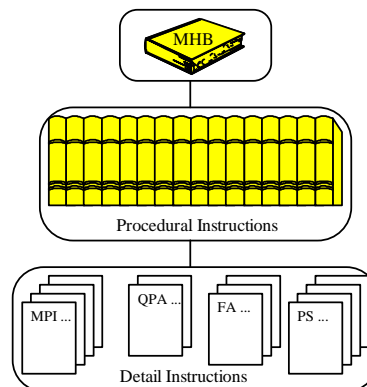 MHB
Procedural Instructions
MPI ...
QPA ...
FA ...
PS ...
Detail Instructions